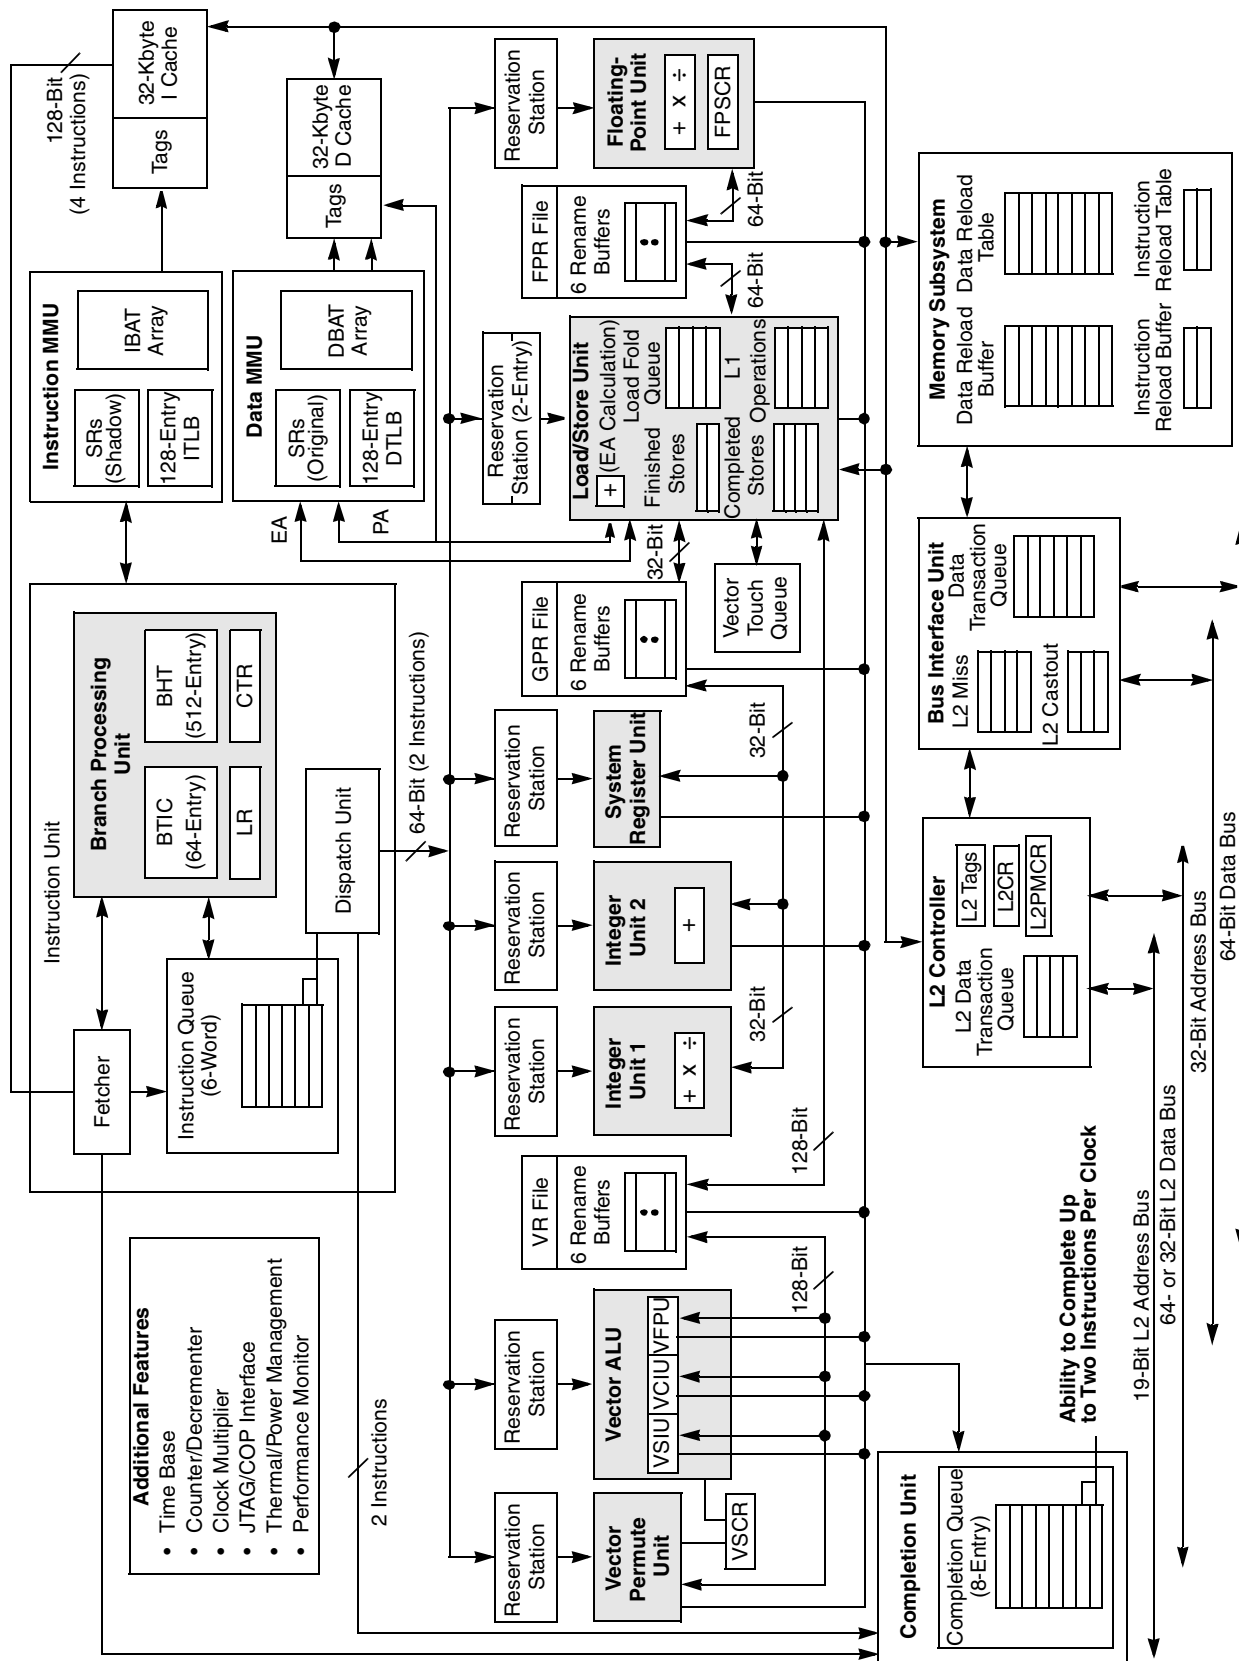 Additional Features
• Time Base
• Counter/Decrementer
• Clock Multiplier
• JTAG/COP Interface
• Thermal/Power Management
• Performance Monitor
Instruction Unit
Fetcher
Instruction Queue
(6-Word)
Branch Processing
Unit
BTIC
(64-Entry)
BHT
(512-Entry)
LR
CTR
Dispatch Unit
64-Bit (2 Instructions)
2 Instructions
128-Bit
(4 Instructions)
Instruction MMU
SRs
(Shadow)
128-Entry
ITLB
IBAT
Array
Tags
32-Kbyte
I Cache
Data MMU
SRs
(Original)
128-Entry
DTLB
DBAT
Array
Tags
32-Kbyte
D Cache
EA
PA
Reservation
Station
Reservation
Station
Reservation
Station
Reservation
Station
Reservation
Station
Reservation
Station (2-Entry)
Reservation
Station
VR File
6 Rename
Buffers
GPR File
6 Rename
Buffers
FPR File
6 Rename
Buffers
Vector
Permute
Unit
VSCR
Vector ALU
VSIU
VCIU
VFPU
128-Bit
128-Bit
Integer
Unit 1
+ x ÷
32-Bit
Integer
Unit 2
+
System
Register Unit
32-Bit
32-Bit
Vector
Touch
Queue
Load/Store Unit
+
(EA Calculation)
Load Fold
Queue
Finished
Stores
L1
Operations
Completed
Stores
64-Bit
64-Bit
Floating-
Point Unit
+ x ÷
FPSCR
Completion Unit
Completion Queue
(8-Entry)
Ability to Complete Up
to Two Instructions Per Clock
L2 Controller
L2 Data
Transaction
Queue
L2 Tags
L2CR
L2PMCR
Bus Interface Unit
L2 Miss
Data
Transaction
Queue
L2 Castout
Memory Subsystem
Data Reload
Buffer
Data Reload
Table
Instruction
Reload Buffer
Instruction
Reload Table
19-Bit L2 Address Bus
64- or 32-Bit L2 Data Bus
32-Bit Address Bus
64-Bit Data Bus